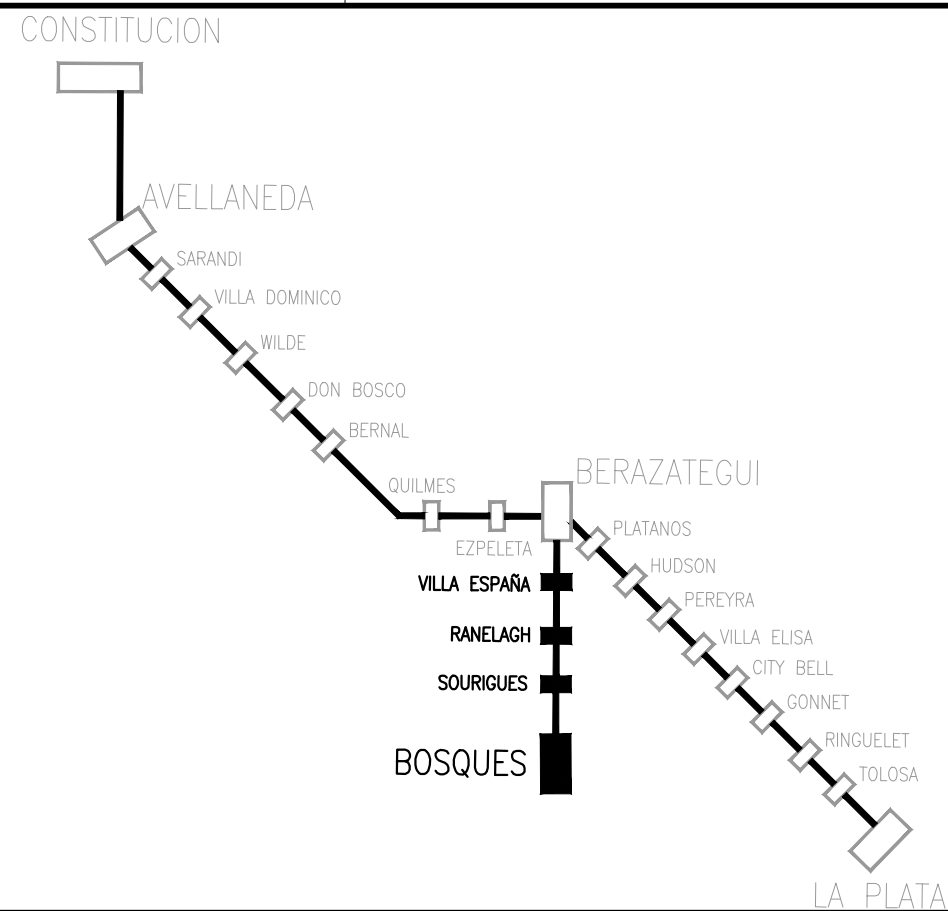 CONSTITUCION
AVELLANEDA
SARANDI
VILLA DOMINICO
WILDE
DON BOSCO
BERNAL
QUILMES
EZPELETA
BERAZATEGUI
PLATANOS
HUDSON
PEREYRA
VILLA ELISA
CITY BELL
GONNET
RINGUELET
TOLOSA
LA PLATA
VILLA ESPAÑA
RANELAGH
SOURIGUES
BOSQUES